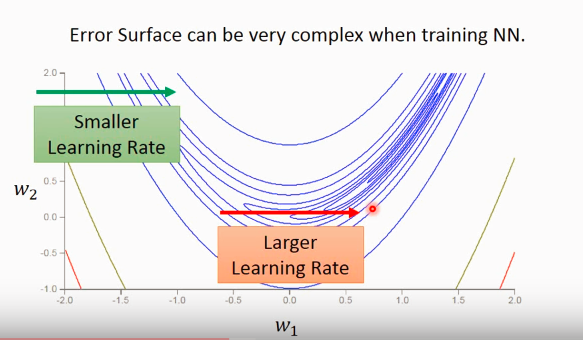 Error Surface can be very complex when training NN.
2.0
Smaller
Learning Rate
w₂
0.5
0.0
-0.5
-1.0
Larger
Learning Rate
-2.0 -1.5 -1.0 -0.5 0.0 0.5 1.0 1.5 2.0
w₁